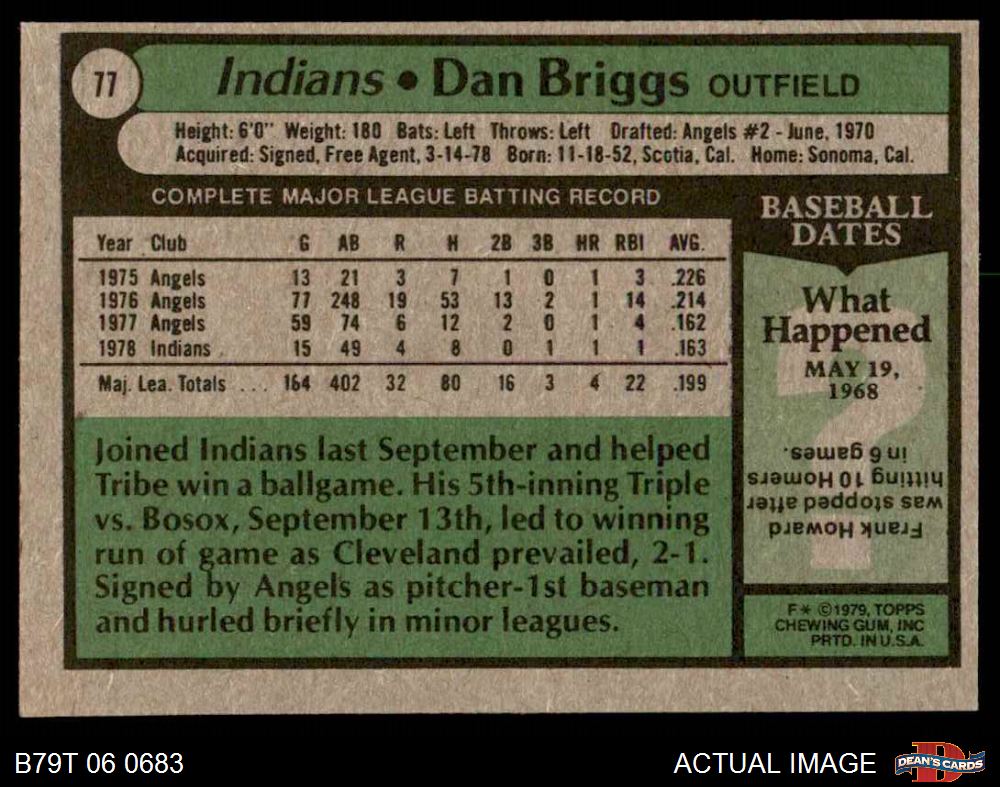 77
Indians • Dan Briggs OUTFIELD
Height: 6'0" Weight: 180 Bats: Left Throws: Left Drafted: Angels #2 - June, 1970
Acquired: Signed, Free Agent, 3-14-78 Born: 11-18-52, Scotia, Cal. Home: Sonoma, Cal.
COMPLETE MAJOR LEAGUE BATTING RECORD
Year Club G AB R H 2B 3B HR RBI AVG.
1975 Angels 13 21 3 7 1 0 1 3 .226
1976 Angels 77 248 19 53 13 2 1 14 .214
1977 Angels 59 74 6 12 2 0 1 4 .162
1978 Indians 15 49 4 8 0 1 1 1 .163
Maj. Lea. Totals ... 164 402 32 80 16 3 4 22 .199
Joined Indians last September and helped
Tribe win a ballgame. His 5th-inning Triple
vs. Bosox, September 13th, led to winning
run of game as Cleveland prevailed, 2-1.
Signed by Angels as pitcher-1st baseman
and hurled briefly in minor leagues.
BASEBALL
DATES
What
Happened
MAY 19,
1968
?
Frank Howard
was stopped after
hitting 10 Homers
in 6 games.
F* ©1979, TOPPS
CHEWING GUM, INC
PRTD. IN U.S.A.
B79T 06 0683
ACTUAL IMAGE
D
DEAN'S CARDS